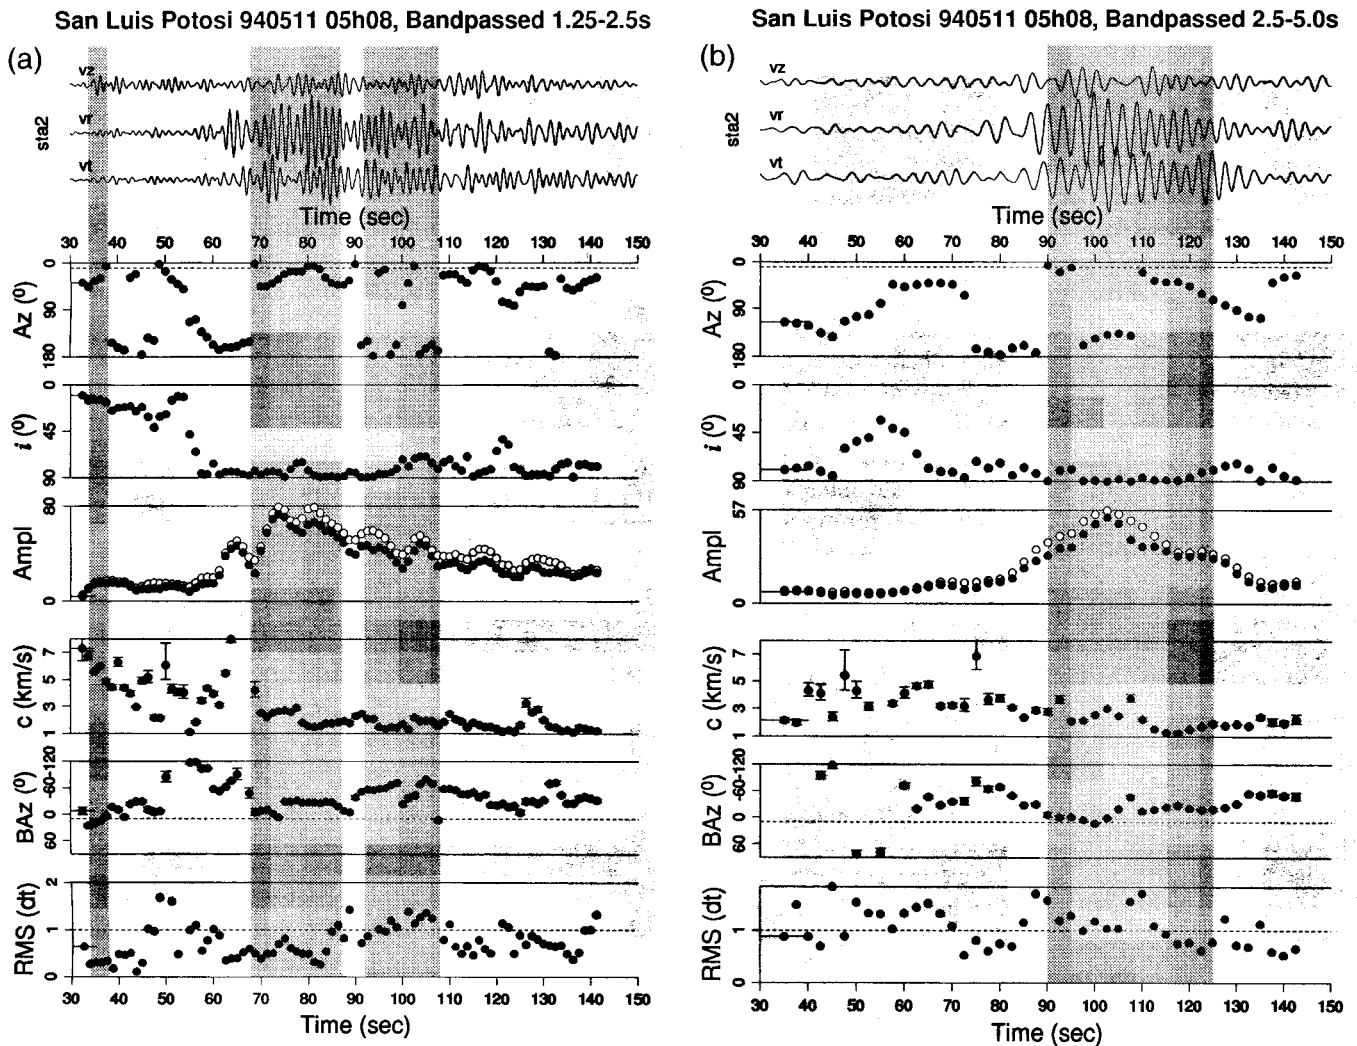 San Luis Potosi 940511 05h08, Bandpassed 1.25-2.5s
(a)
sta2
vz
vr
vt
Time (sec)
30 40 50 60 70 80 90 100 110 120 130 140 150
Az (º)
0
90
180
i (º)
0
45
90
Ampl
80
0
c (km/s)
7
5
3
1
BAz (º)
-120
-60
0
60
RMS (dt)
2
1
0
30 40 50 60 70 80 90 100 110 120 130 140 150
Time (sec)
San Luis Potosi 940511 05h08, Bandpassed 2.5-5.0s
(b)
sta2
vz
vr
vt
Time (sec)
30 40 50 60 70 80 90 100 110 120 130 140 150
Az (º)
0
90
180
i (º)
0
45
90
Ampl
57
0
c (km/s)
7
5
3
1
BAz (º)
-120
-60
0
60
RMS (dt)
2
1
0
30 40 50 60 70 80 90 100 110 120 130 140 150
Time (sec)